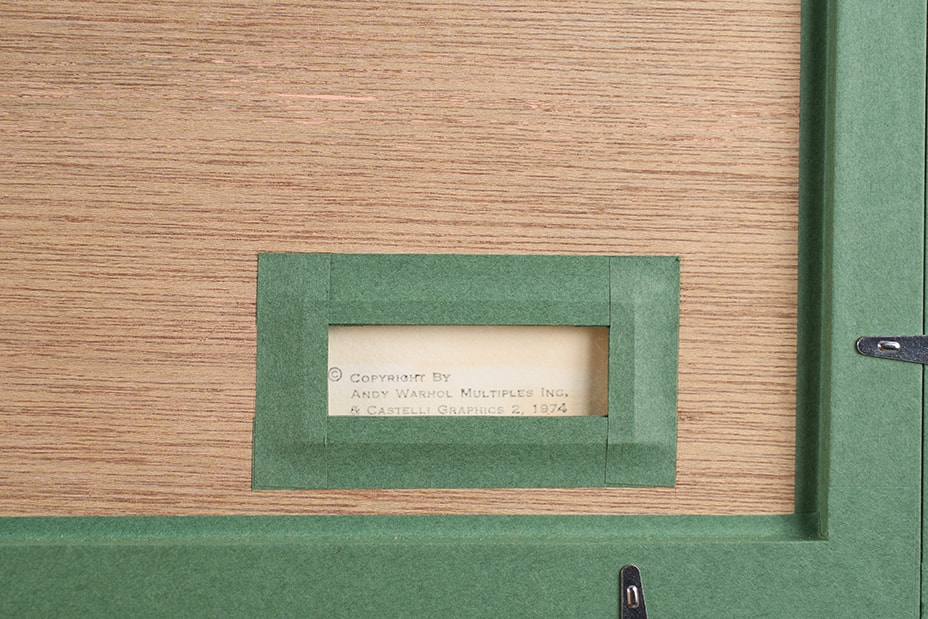 © COPYRIGHT BY
ANDY WARHOL MULTIPLES INC.
& CASTELLI GRAPHICS 2, 1974